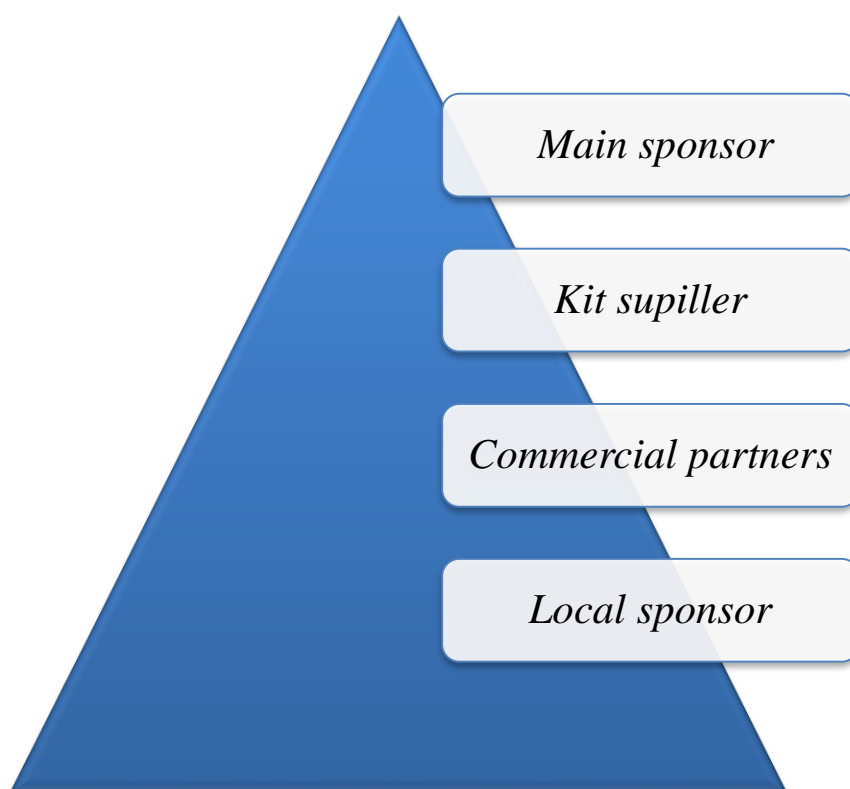 Main sponsor
Kit supiller
Commercial partners
Local sponsor